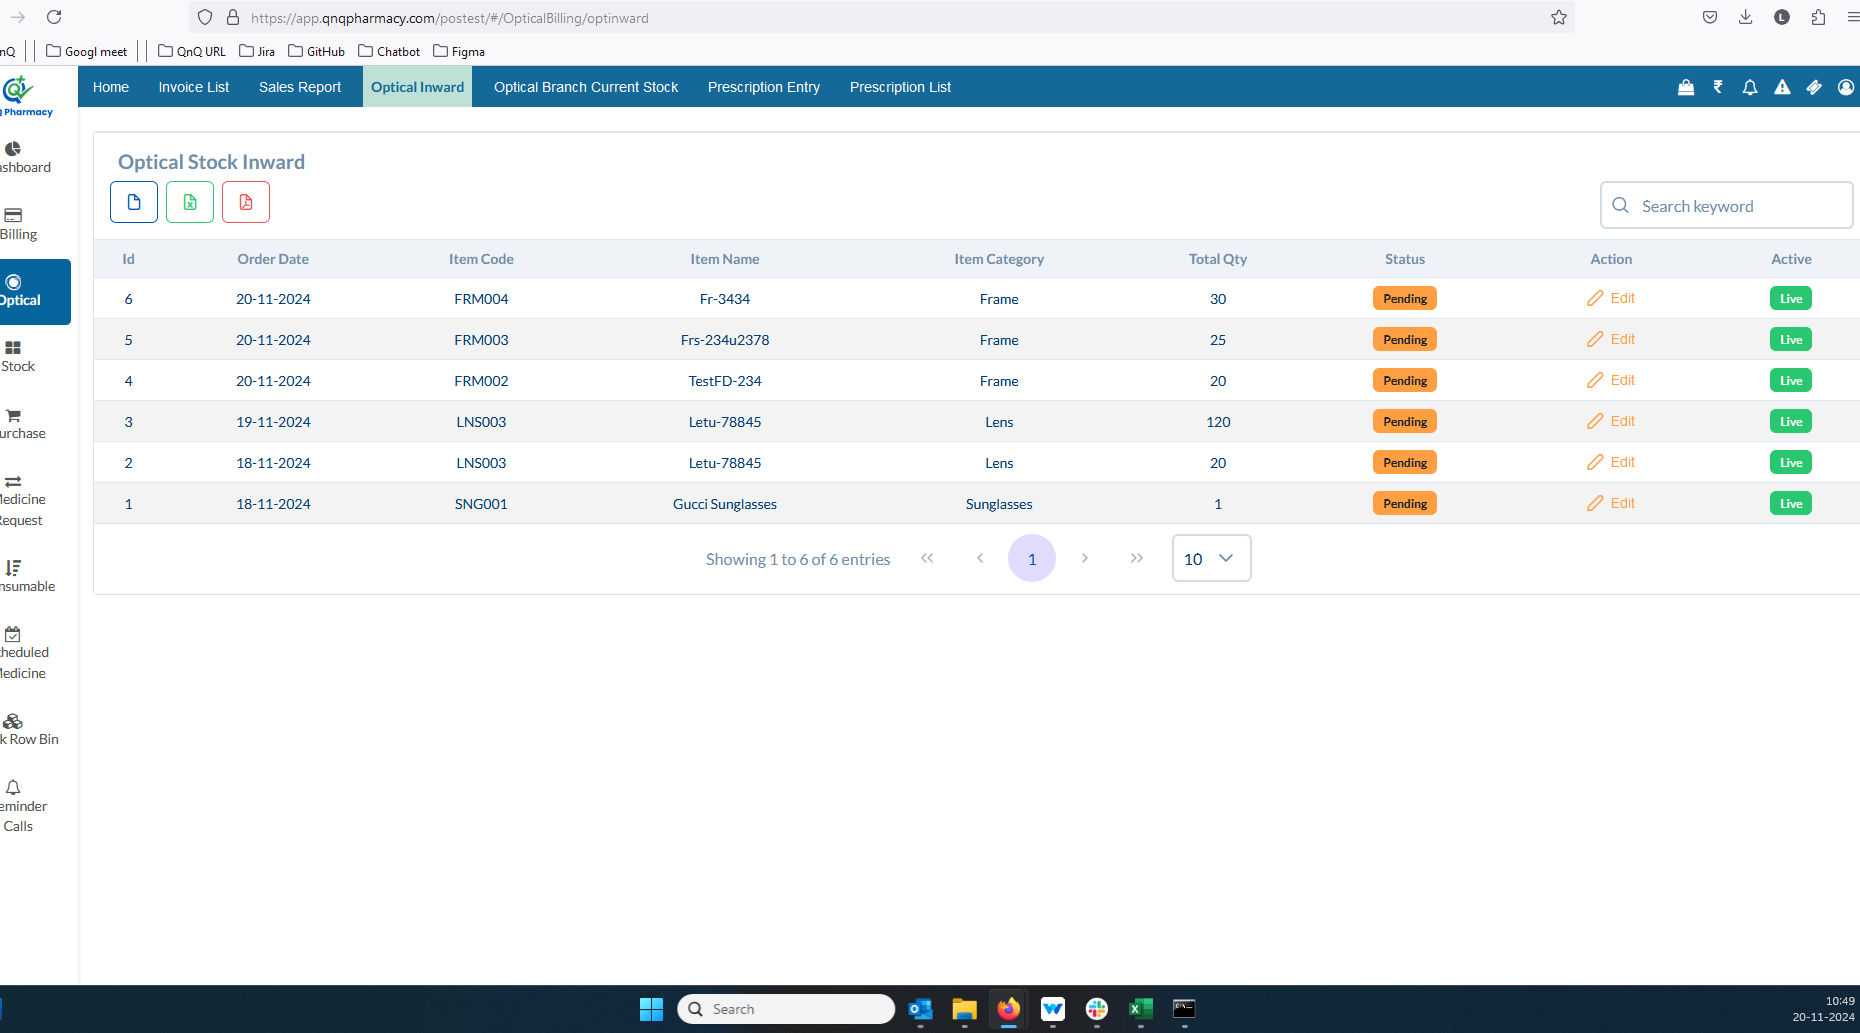 https://app.qnqpharmacy.com/postest/#/OpticalBilling/optinward
L
nQ Googl meet QnQ URL Jira GitHub Chatbot Figma
Pharmacy
Home Invoice List Sales Report Optical Inward Optical Branch Current Stock Prescription Entry Prescription List
ashboard
Billing
Optical
Stock
urchase
Medicine
Request
nsumable
cheduled
Medicine
k Row Bin
eminder
Calls
Optical Stock Inward
Search keyword
Id Order Date Item Code Item Name Item Category Total Qty Status Action Active
6 20-11-2024 FRM004 Fr-3434 Frame 30 Pending Edit Live
5 20-11-2024 FRM003 Frs-234u2378 Frame 25 Pending Edit Live
4 20-11-2024 FRM002 TestFD-234 Frame 20 Pending Edit Live
3 19-11-2024 LNS003 Letu-78845 Lens 120 Pending Edit Live
2 18-11-2024 LNS003 Letu-78845 Lens 20 Pending Edit Live
1 18-11-2024 SNG001 Gucci Sunglasses Sunglasses 1 Pending Edit Live
Showing 1 to 6 of 6 entries « ‹ 1 › » 10
Search
10:49
20-11-2024